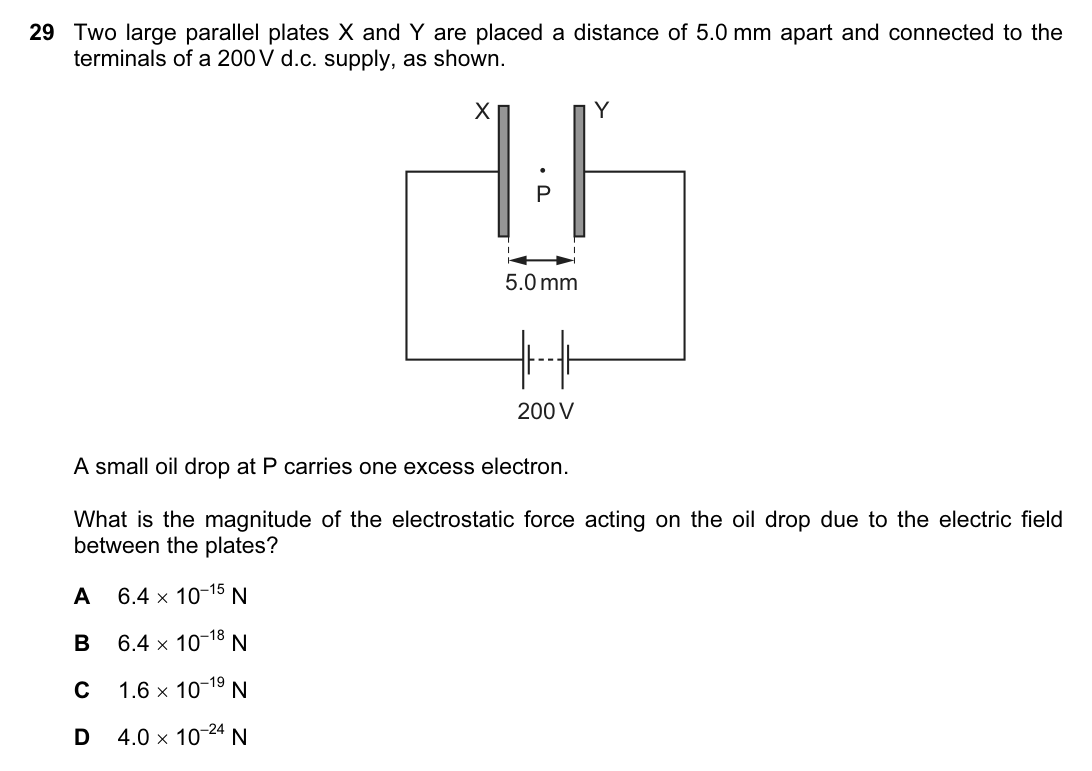 29 Two large parallel plates X and Y are placed a distance of 5.0 mm apart and connected to the
terminals of a 200 V d.c. supply, as shown.
X
Y
P
5.0 mm
200 V
A small oil drop at P carries one excess electron.
What is the magnitude of the electrostatic force acting on the oil drop due to the electric field
between the plates?
A 6.4 × 10⁻¹⁵ N
B 6.4 × 10⁻¹⁸ N
C 1.6 × 10⁻¹⁹ N
D 4.0 × 10⁻²⁴ N